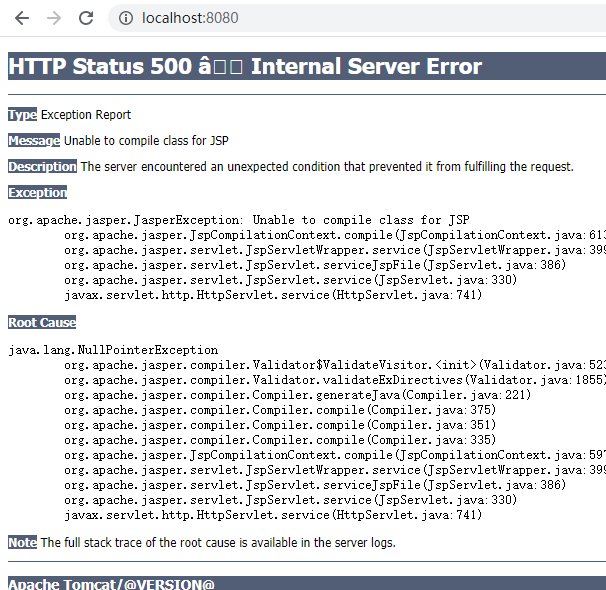 localhost:8080
HTTP Status 500 â Internal Server Error
Type Exception Report
Message Unable to compile class for JSP
Description The server encountered an unexpected condition that prevented it from fulfilling the request.
Exception
org.apache.jasper.JasperException: Unable to compile class for JSP
org.apache.jasper.JspCompilationContext.compile(JspCompilationContext.java:613
org.apache.jasper.servlet.JspServletWrapper.service(JspServletWrapper.java:399
org.apache.jasper.servlet.JspServlet.serviceJspFile(JspServlet.java:386)
org.apache.jasper.servlet.JspServlet.service(JspServlet.java:330)
javax.servlet.http.HttpServlet.service(HttpServlet.java:741)
Root Cause
java.lang.NullPointerException
org.apache.jasper.compiler.Validator$ValidateVisitor.<init>(Validator.java:523
org.apache.jasper.compiler.Validator.validateExDirectives(Validator.java:1855)
org.apache.jasper.compiler.Compiler.generateJava(Compiler.java:221)
org.apache.jasper.compiler.Compiler.compile(Compiler.java:375)
org.apache.jasper.compiler.Compiler.compile(Compiler.java:351)
org.apache.jasper.compiler.Compiler.compile(Compiler.java:335)
org.apache.jasper.JspCompilationContext.compile(JspCompilationContext.java:597
org.apache.jasper.servlet.JspServletWrapper.service(JspServletWrapper.java:399
org.apache.jasper.servlet.JspServlet.serviceJspFile(JspServlet.java:386)
org.apache.jasper.servlet.JspServlet.service(JspServlet.java:330)
javax.servlet.http.HttpServlet.service(HttpServlet.java:741)
Note The full stack trace of the root cause is available in the server logs.
Apache Tomcat/@VERSION@